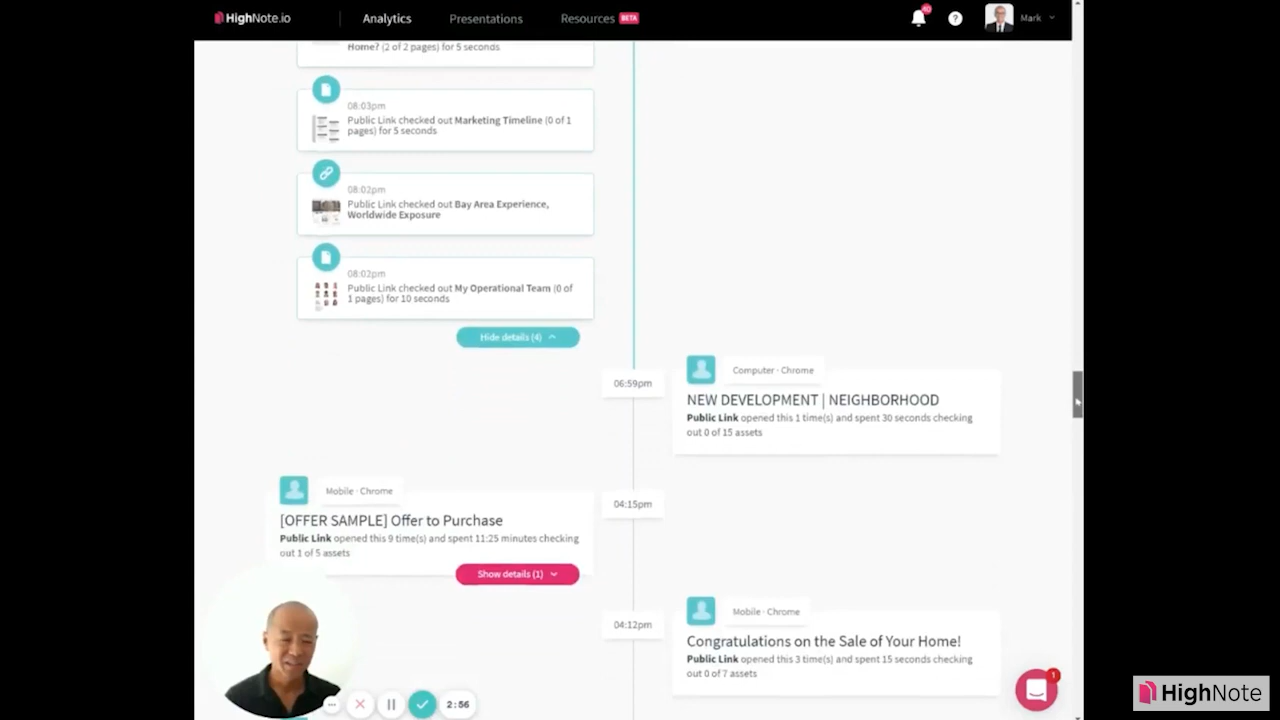 HighNote.io
Analytics
Presentations
Resources BETA
40
?
Mark
Home? (2 of 2 pages) for 5 seconds
08:03pm
Public Link checked out Marketing Timeline (0 of 1
pages) for 5 seconds
08:02pm
Public Link checked out Bay Area Experience,
Worldwide Exposure
08:02pm
Public Link checked out My Operational Team (0 of
1 pages) for 10 seconds
Hide details (4)
06:59pm
Computer · Chrome
NEW DEVELOPMENT | NEIGHBORHOOD
Public Link opened this 1 time(s) and spent 30 seconds checking
out 0 of 15 assets
04:15pm
Mobile · Chrome
[OFFER SAMPLE] Offer to Purchase
Public Link opened this 9 time(s) and spent 11:25 minutes checking
out 1 of 5 assets
Show details (1)
04:12pm
Mobile · Chrome
Congratulations on the Sale of Your Home!
Public Link opened this 3 time(s) and spent 15 seconds checking
out 0 of 7 assets
2:56
1
HighNote